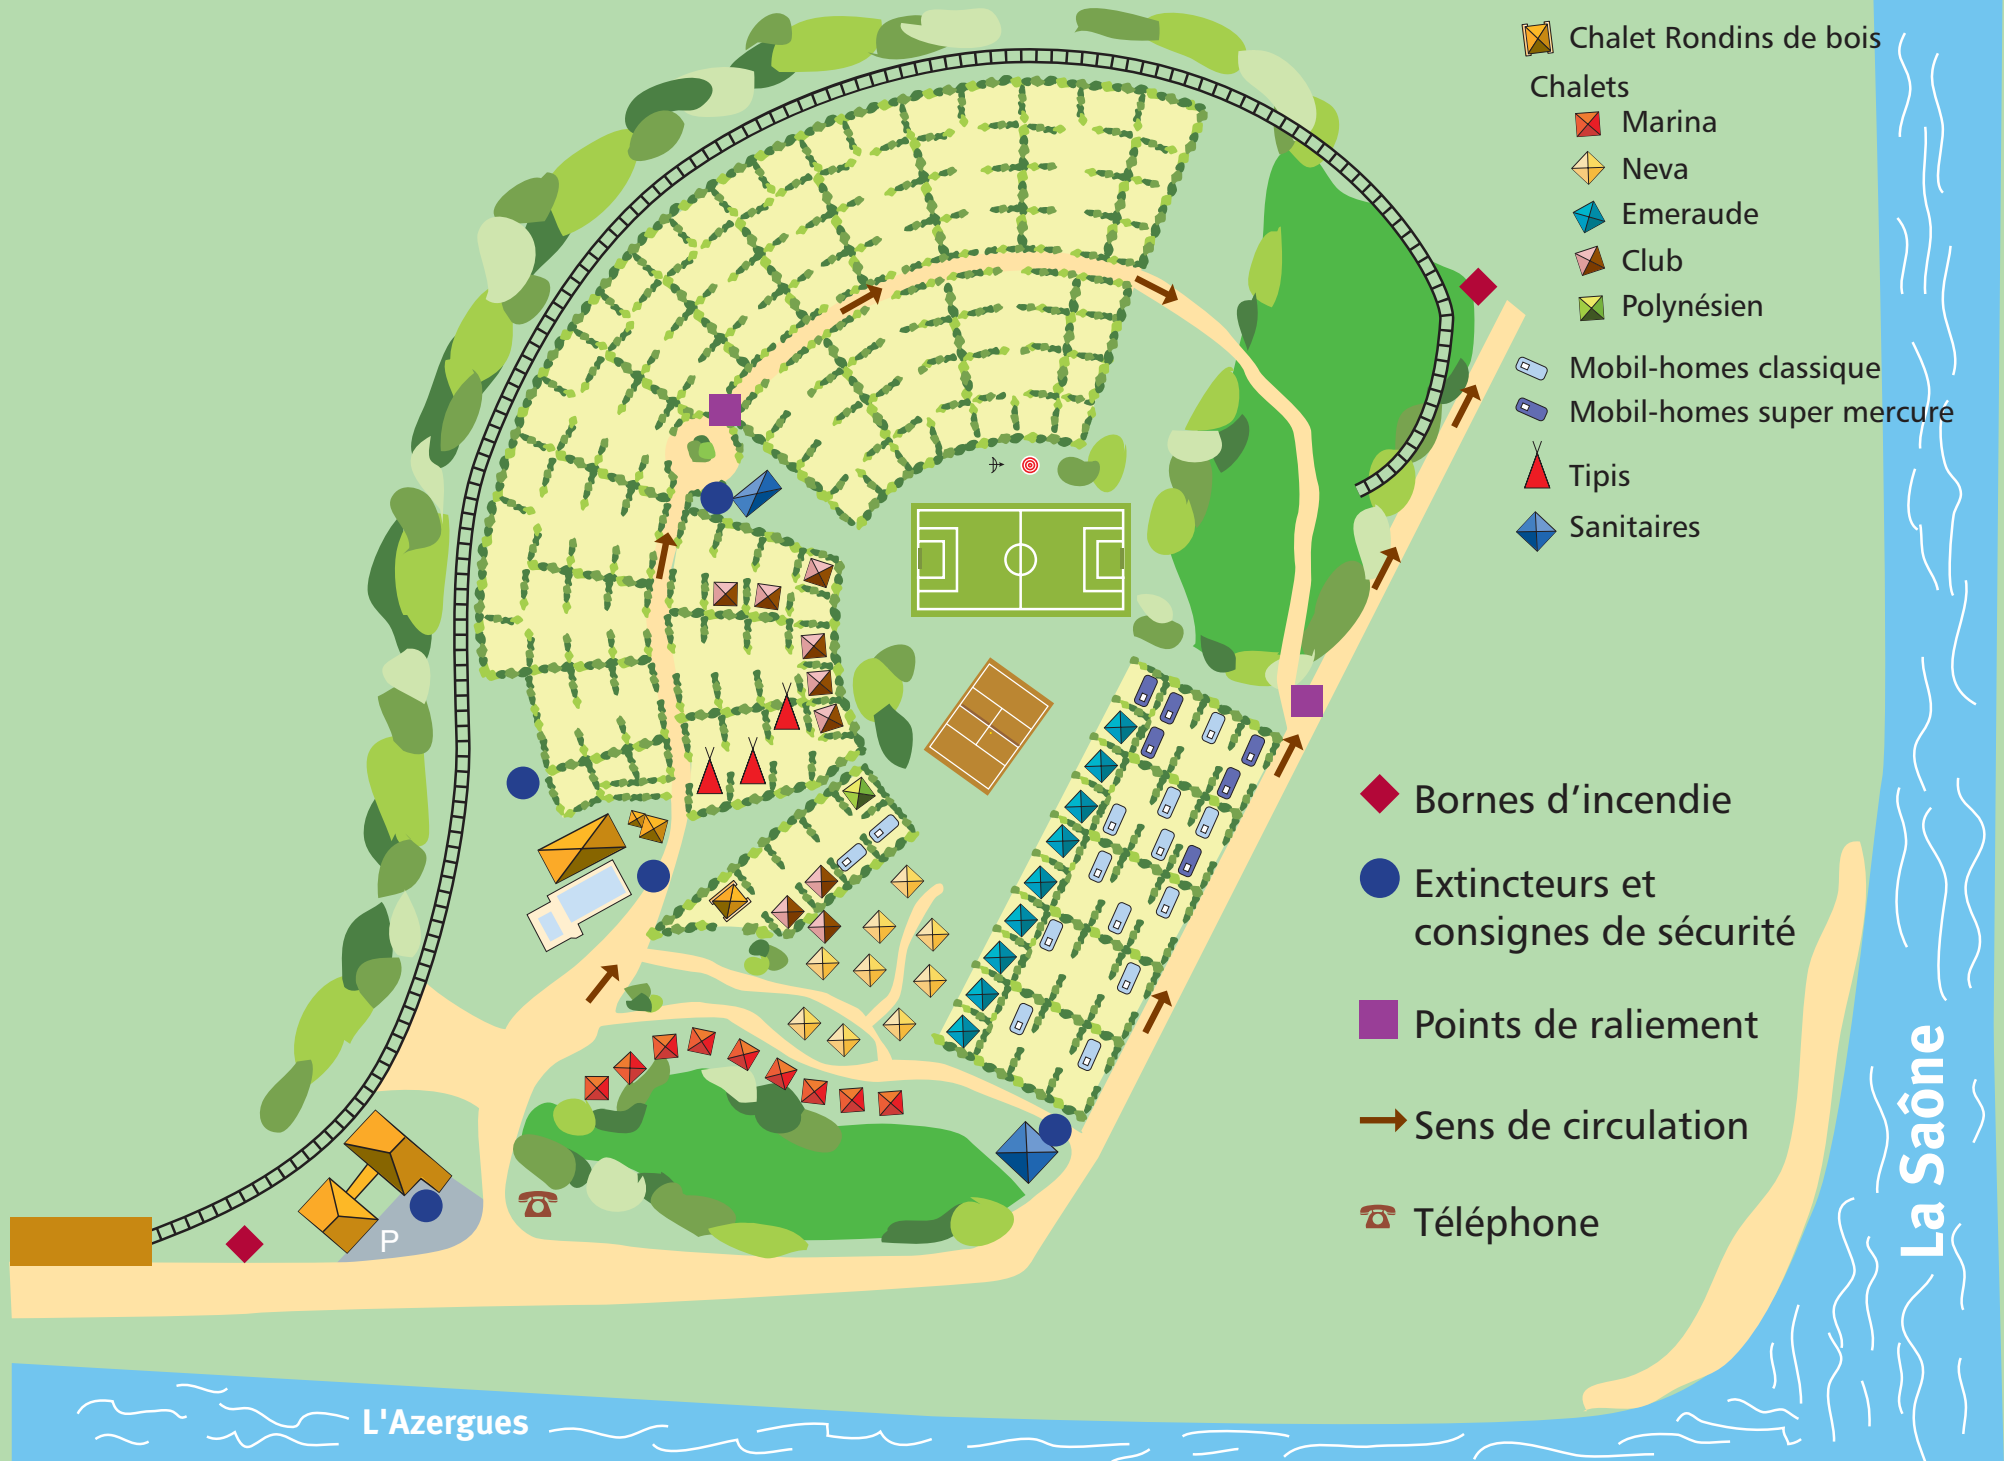 Chalet Rondins de bois
Chalets
Marina
Neva
Emeraude
Club
Polynésien
Mobil-homes classique
Mobil-homes super mercure
Tipis
Sanitaires
Bornes d’incendie
Extincteurs et
consignes de sécurité
Points de raliement
Sens de circulation
Téléphone
La Saône
P
L'Azergues